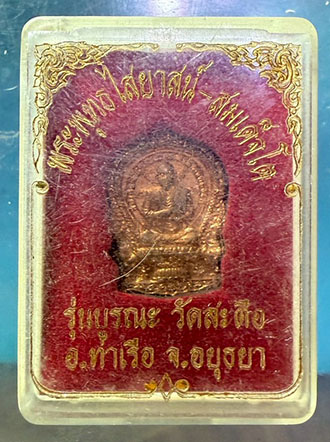 พระพุทธไสยาสน์-สมเด็จโต
รุ่นบูรณะ วัดสะตือ
อ.ท่าเรือ จ.อยุธยา